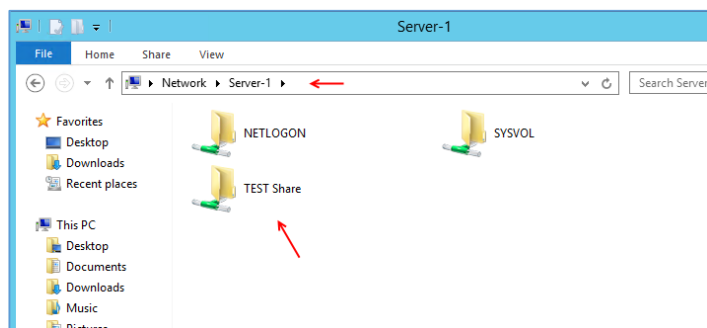 Server-1
File Home Share View
Network Server-1
Search Server
Favorites
Desktop
Downloads
Recent places
This PC
Desktop
Documents
Downloads
Music
Pictures
NETLOGON
SYSVOL
TEST Share